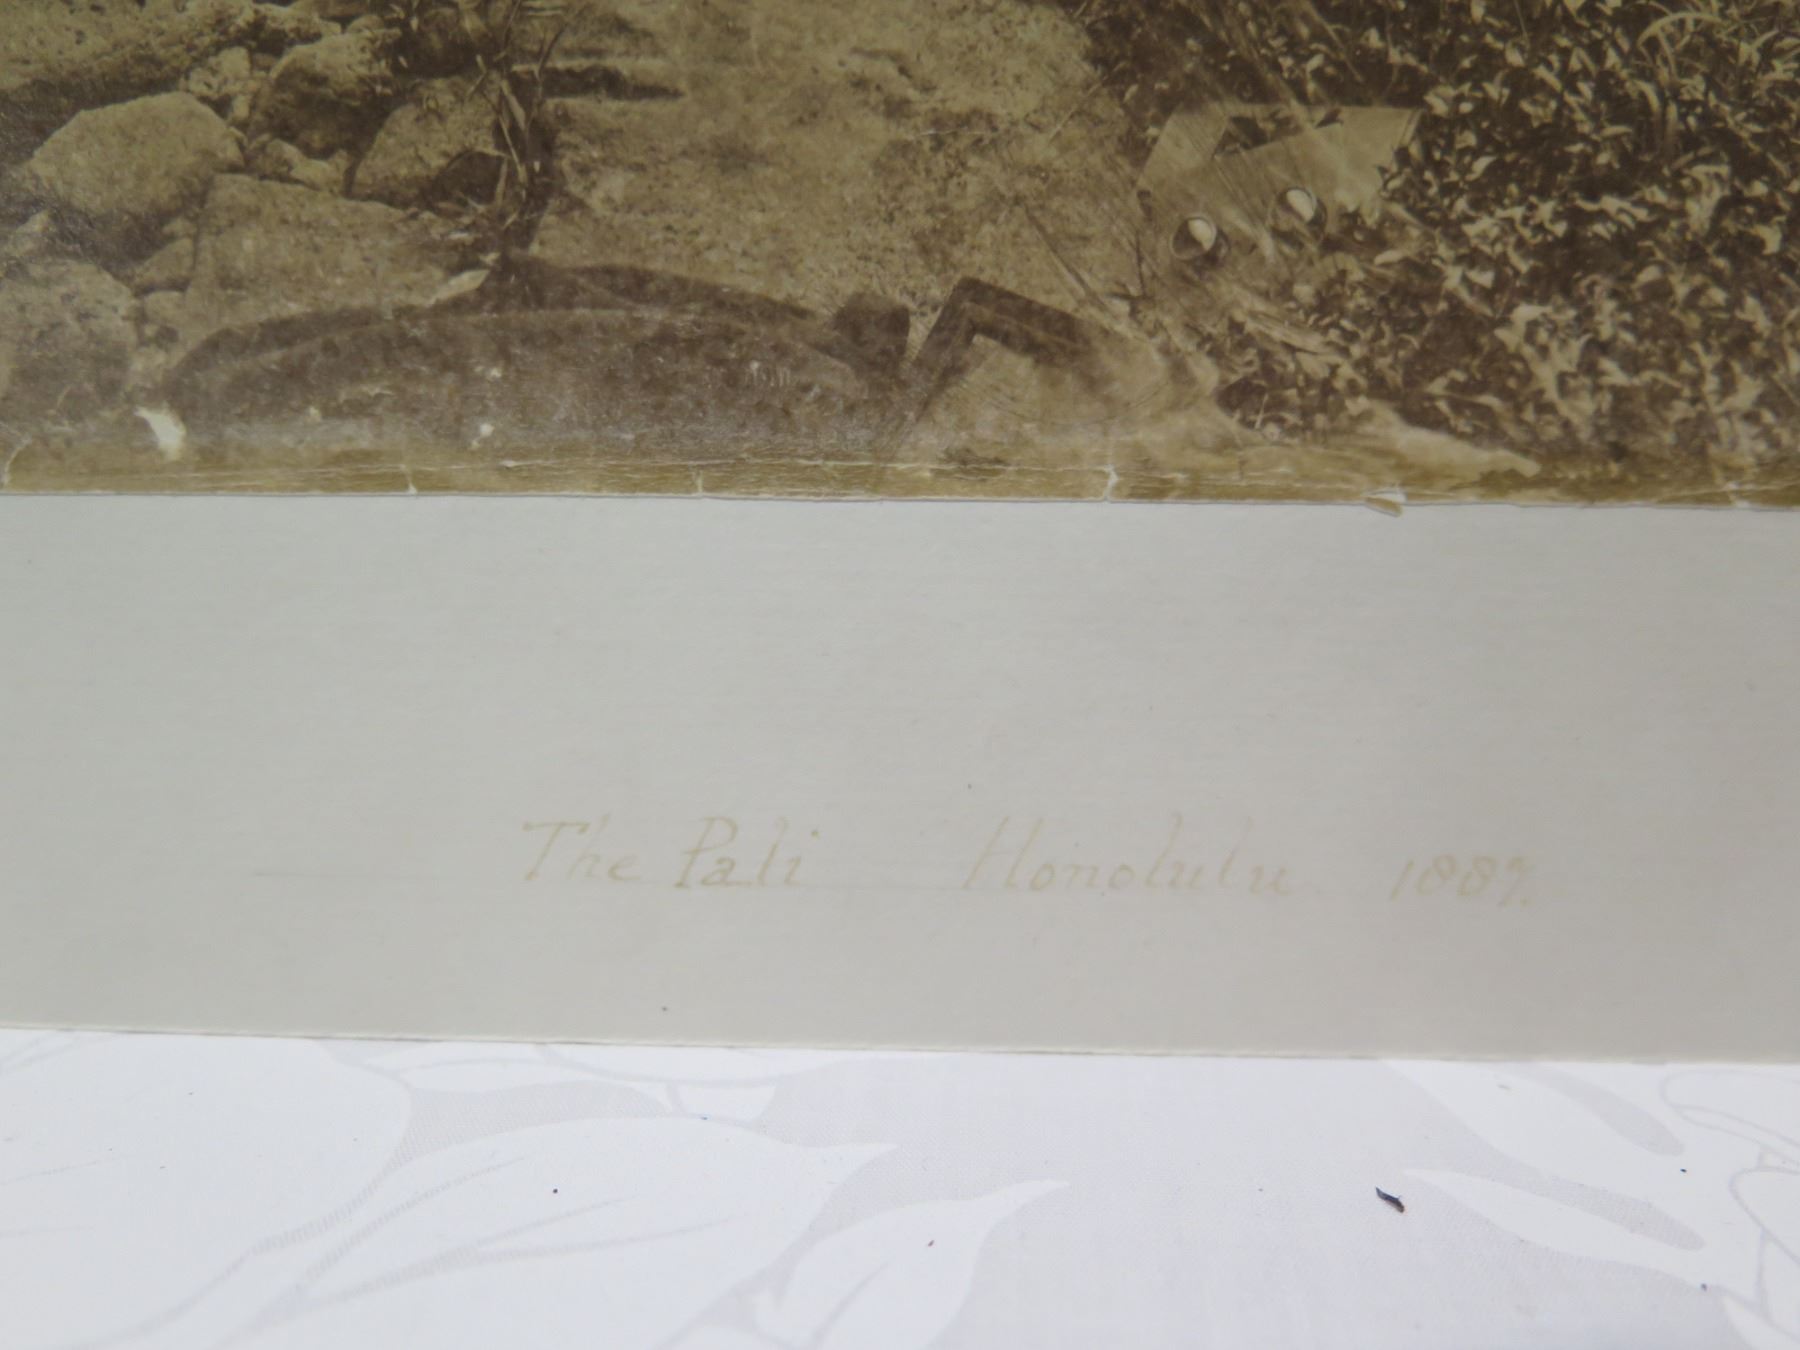 The Pali Honolulu 1887.